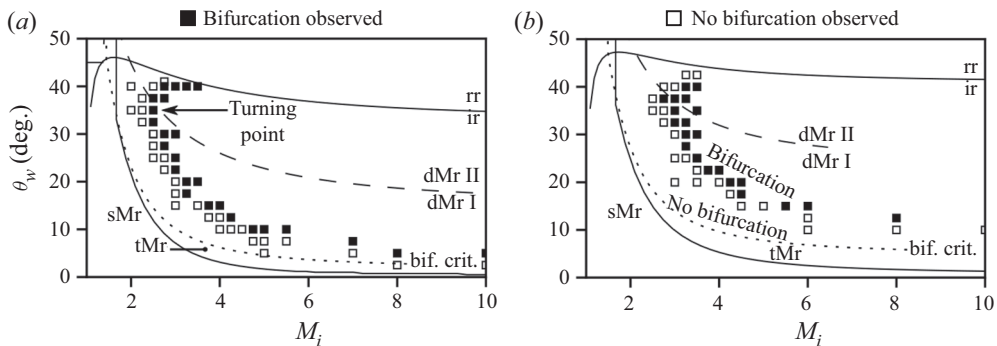 (a) ■ Bifurcation observed
(b) □ No bifurcation observed
50
40
30
20
10
0
θw (deg.)
2 4 6 8 10
Mi
rr
ir
Turning
point
dMr II
dMr I
sMr
tMr
bif. crit.
50
40
30
20
10
0
2 4 6 8 10
Mi
rr
ir
dMr II
dMr I
Bifurcation
No bifurcation
sMr
tMr
bif. crit.